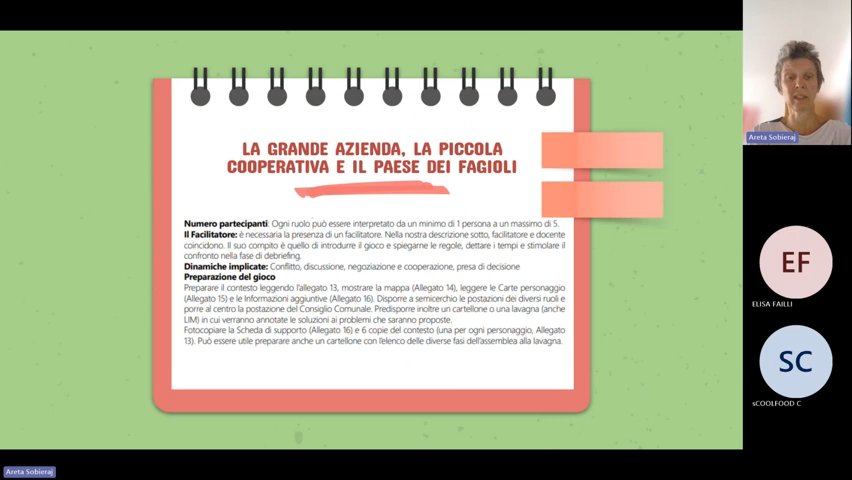 LA GRANDE AZIENDA, LA PICCOLA
COOPERATIVA E IL PAESE DEI FAGIOLI
Numero partecipanti: Ogni ruolo può essere interpretato da un minimo di 1 persona a un massimo di 5.
Il Facilitatore: è necessaria la presenza di un facilitatore. Nella nostra descrizione sotto, facilitatore e docente
coincidono. Il suo compito è quello di introdurre il gioco e spiegarne le regole, dettare i tempi e stimolare il
confronto nella fase di debriefing.
Dinamiche implicate: Conflitto, discussione, negoziazione e cooperazione, presa di decisione
Preparazione del gioco
Preparare il contesto leggendo l'allegato 13, mostrare la mappa (Allegato 14), leggere le Carte personaggio
(Allegato 15) e le Informazioni aggiuntive (Allegato 16). Disporre a semicerchio le postazioni dei diversi ruoli e
porre al centro la postazione del Consiglio Comunale. Predisporre inoltre un cartellone o una lavagna (anche
LIM) in cui verranno annotate le soluzioni ai problemi che saranno proposte.
Fotocopiare la Scheda di supporto (Allegato 16) e 6 copie del contesto (una per ogni personaggio, Allegato
13). Può essere utile preparare anche un cartellone con l'elenco delle diverse fasi dell'assemblea alla lavagna.
Areta Sobieraj
EF
ELISA FAILLI
SC
sCOOLFOOD C
Areta Sobieraj